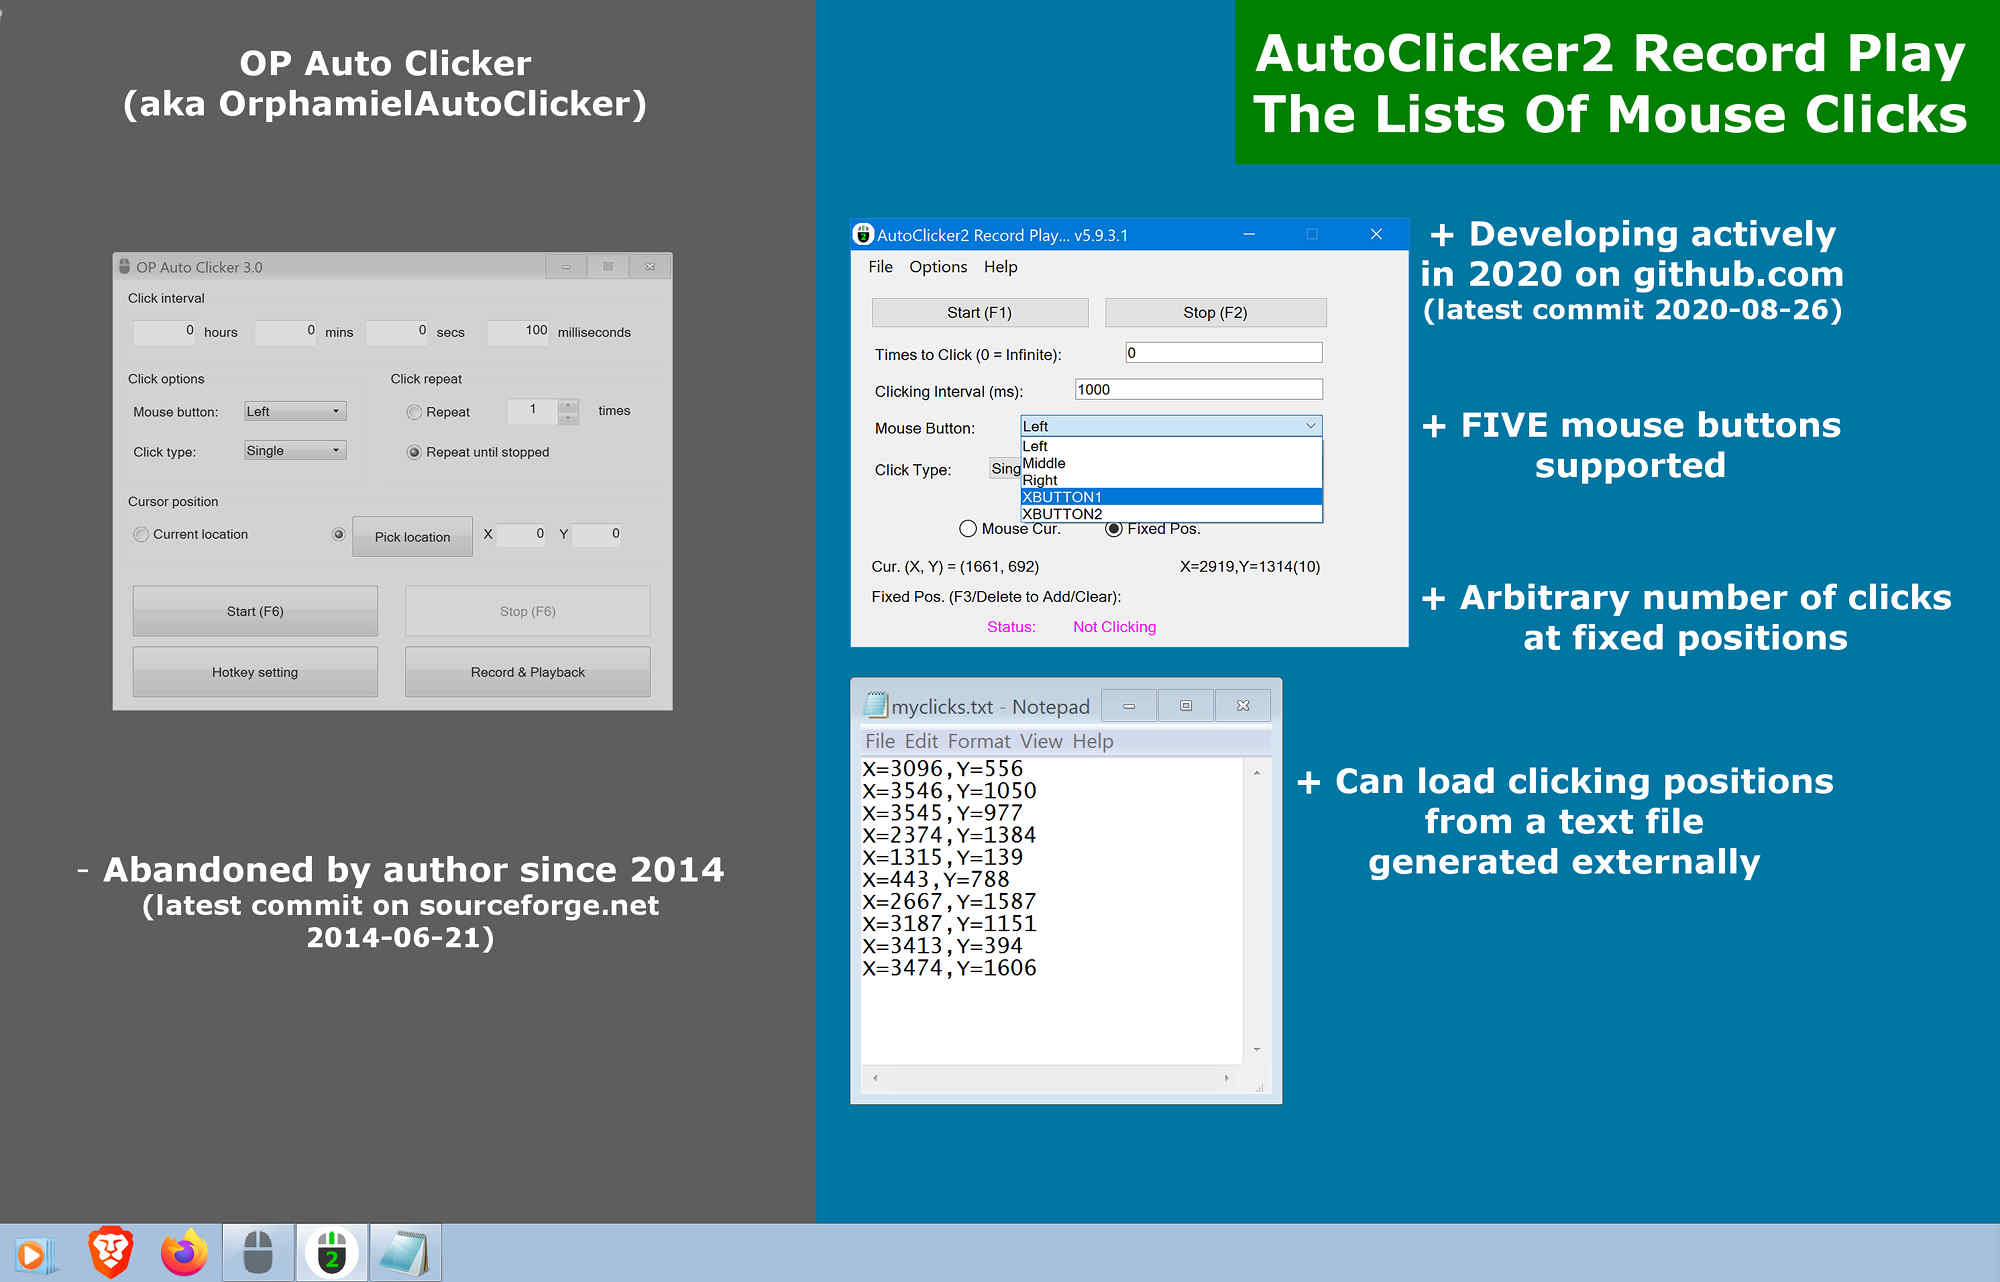 OP Auto Clicker
(aka OrphamielAutoClicker)
OP Auto Clicker 3.0
Click interval
0 hours 0 mins 0 secs 100 milliseconds
Click options
Mouse button: Left
Click type: Single
Click repeat
Repeat 1 times
Repeat until stopped
Cursor position
Current location Pick location X 0 Y 0
Start (F6) Stop (F6)
Hotkey setting Record & Playback
- Abandoned by author since 2014
(latest commit on sourceforge.net
2014-06-21)
AutoClicker2 Record Play
The Lists Of Mouse Clicks
AutoClicker2 Record Play... v5.9.3.1
File Options Help
Start (F1) Stop (F2)
Times to Click (0 = Infinite): 0
Clicking Interval (ms): 1000
Mouse Button: Left
Left
Middle
Right
XBUTTON1
XBUTTON2
Click Type: Sing
Mouse Cur. Fixed Pos.
Cur. (X, Y) = (1661, 692) X=2919,Y=1314(10)
Fixed Pos. (F3/Delete to Add/Clear):
Status: Not Clicking
+ Developing actively
in 2020 on github.com
(latest commit 2020-08-26)
+ FIVE mouse buttons
supported
+ Arbitrary number of clicks
at fixed positions
myclicks.txt - Notepad
File Edit Format View Help
X=3096,Y=556
X=3546,Y=1050
X=3545,Y=977
X=2374,Y=1384
X=1315,Y=139
X=443,Y=788
X=2667,Y=1587
X=3187,Y=1151
X=3413,Y=394
X=3474,Y=1606
+ Can load clicking positions
from a text file
generated externally
2